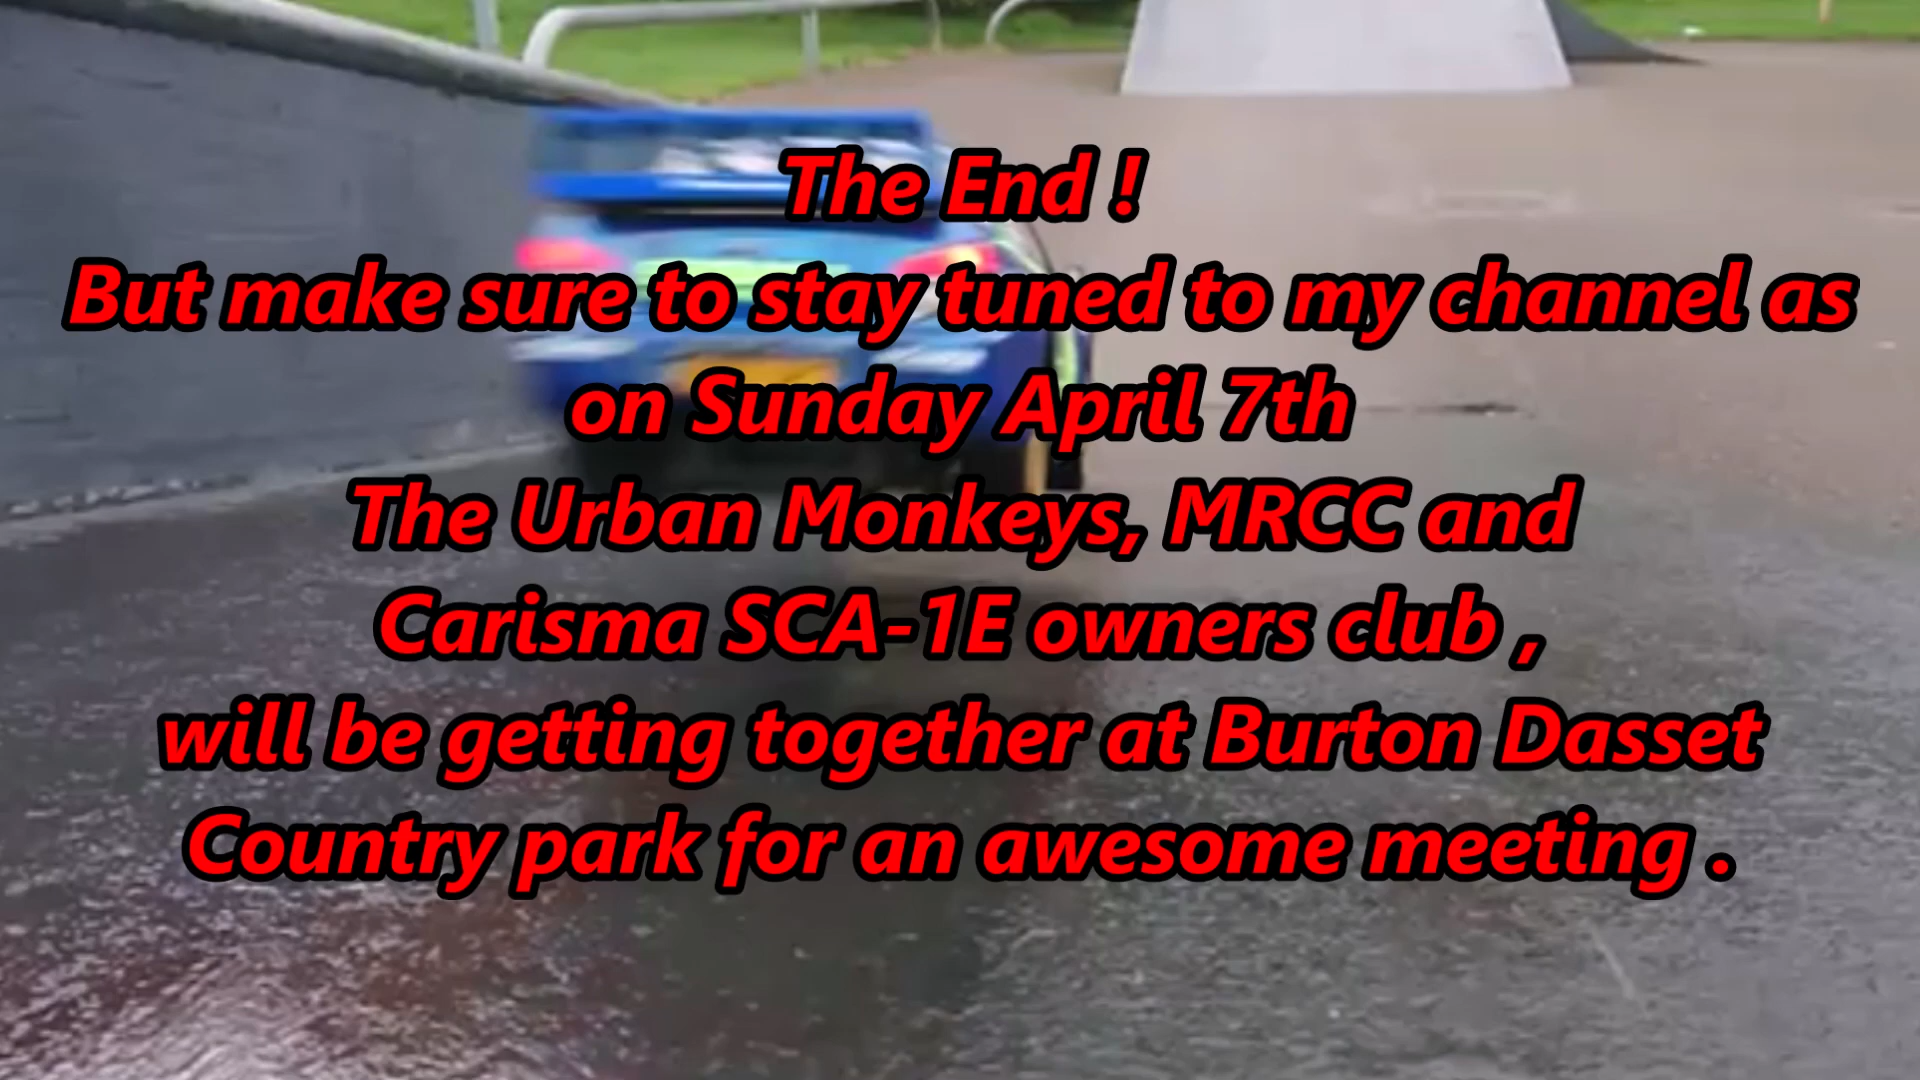 The End !
But make sure to stay tuned to my channel as
on Sunday April 7th
The Urban Monkeys, MRCC and
Carisma SCA-1E owners club ,
will be getting together at Burton Dasset
Country park for an awesome meeting .